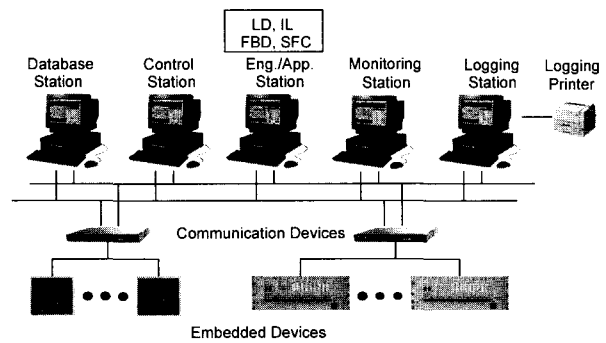 LD, IL
FBD, SFC
Database
Station
Control
Station
Eng./App.
Station
Monitoring
Station
Logging
Station
Logging
Printer
Communication Devices
Embedded Devices